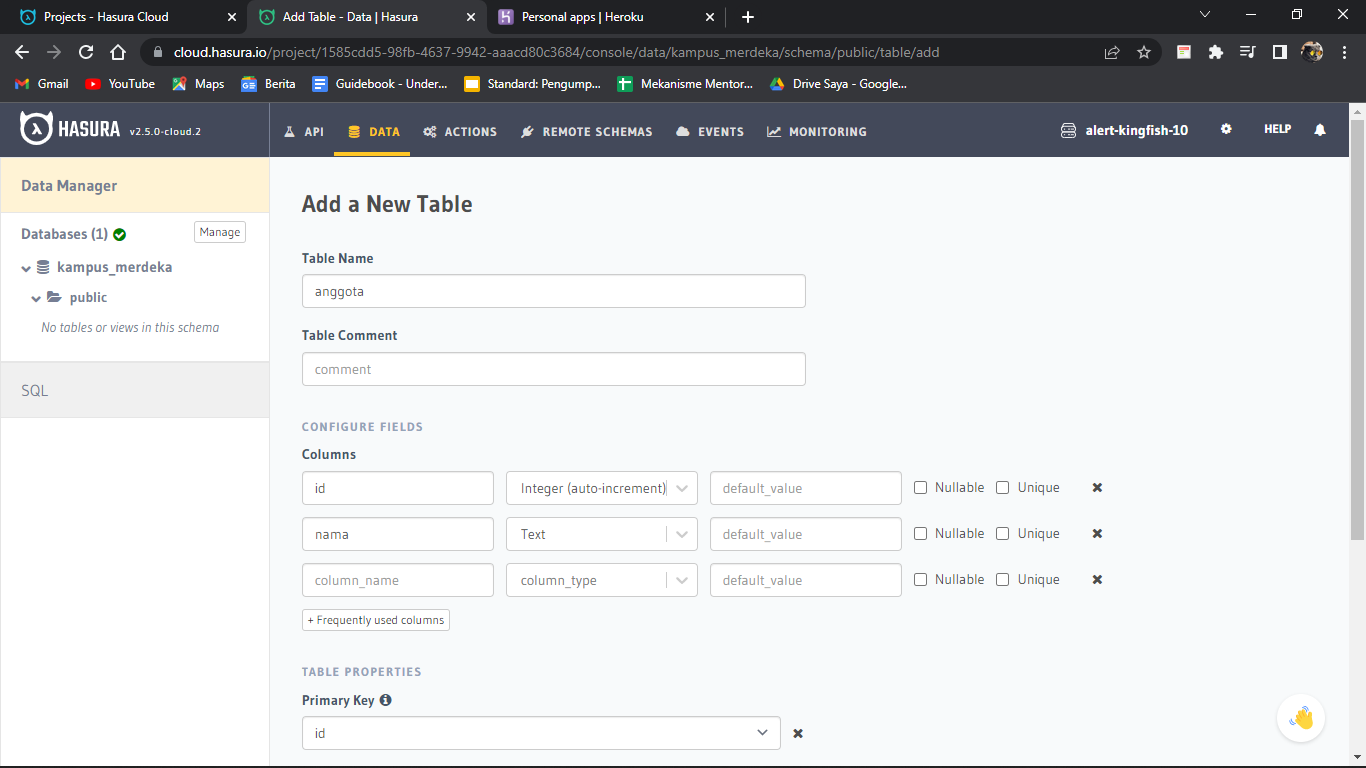 Projects - Hasura Cloud
Add Table - Data | Hasura
Personal apps | Heroku
cloud.hasura.io/project/1585cdd5-98fb-4637-9942-aaacd80c3684/console/data/kampus_merdeka/schema/public/table/add
Gmail
YouTube
Maps
Berita
Guidebook - Under...
Standard: Pengump...
Mekanisme Mentor...
Drive Saya - Google...
HASURA v2.5.0-cloud.2
API
DATA
ACTIONS
REMOTE SCHEMAS
EVENTS
MONITORING
alert-kingfish-10
HELP
Data Manager
Databases (1)
Manage
kampus_merdeka
public
No tables or views in this schema
SQL
Add a New Table
Table Name
anggota
Table Comment
comment
CONFIGURE FIELDS
Columns
id Integer (auto-increment) default_value Nullable Unique
nama Text default_value Nullable Unique
column_name column_type default_value Nullable Unique
+ Frequently used columns
TABLE PROPERTIES
Primary Key
id